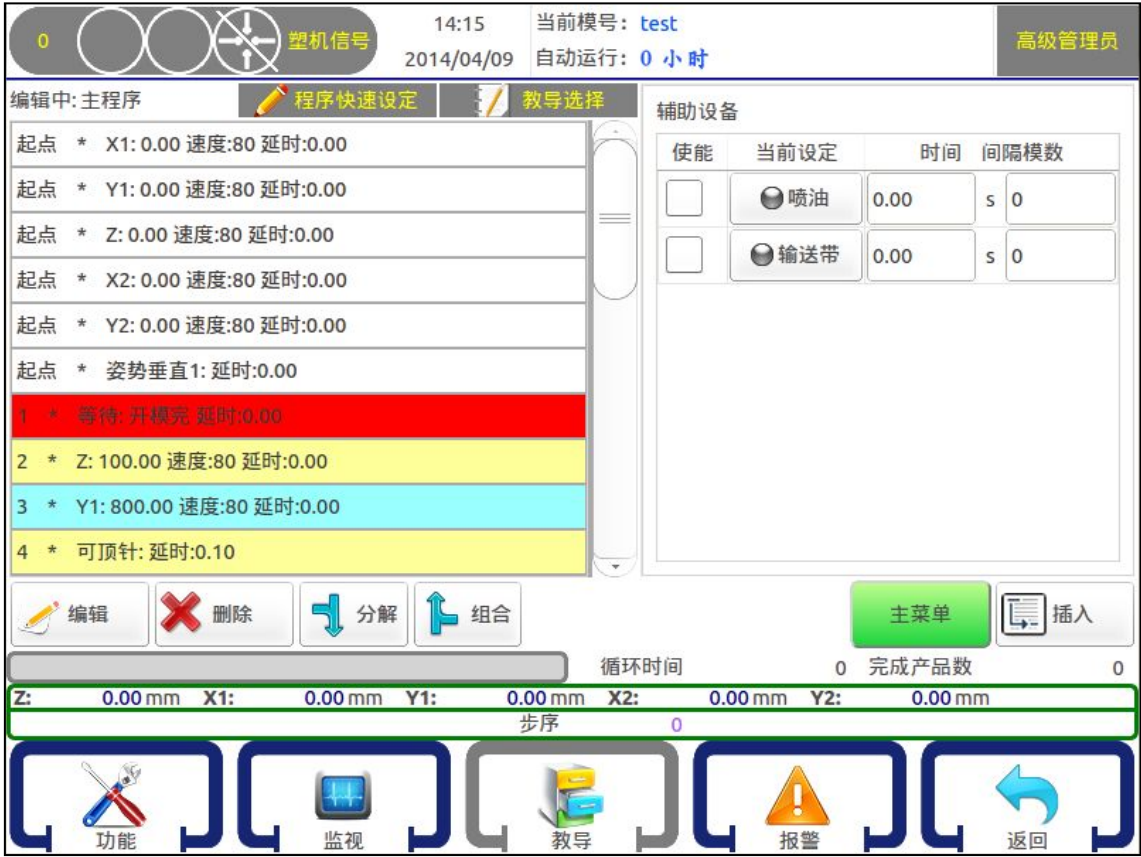 0 塑机信号 14:15 当前模号: test 高级管理员
2014/04/09 自动运行: 0 小时
编辑中:主程序 程序快速设定 教导选择
起点 * X1: 0.00 速度:80 延时:0.00
起点 * Y1: 0.00 速度:80 延时:0.00
起点 * Z: 0.00 速度:80 延时:0.00
起点 * X2: 0.00 速度:80 延时:0.00
起点 * Y2: 0.00 速度:80 延时:0.00
起点 * 姿势垂直1: 延时:0.00
1 * 等待: 开模完 延时:0.00
2 * Z: 100.00 速度:80 延时:0.00
3 * Y1: 800.00 速度:80 延时:0.00
4 * 可顶针: 延时:0.10
辅助设备
使能 当前设定 时间 间隔模数
喷油 0.00 s 0
输送带 0.00 s 0
编辑 删除 分解 组合 主菜单 插入
循环时间 0 完成产品数 0
Z: 0.00 mm X1: 0.00 mm Y1: 0.00 mm X2: 0.00 mm Y2: 0.00 mm
步序 0
功能 监视 教导 报警 返回